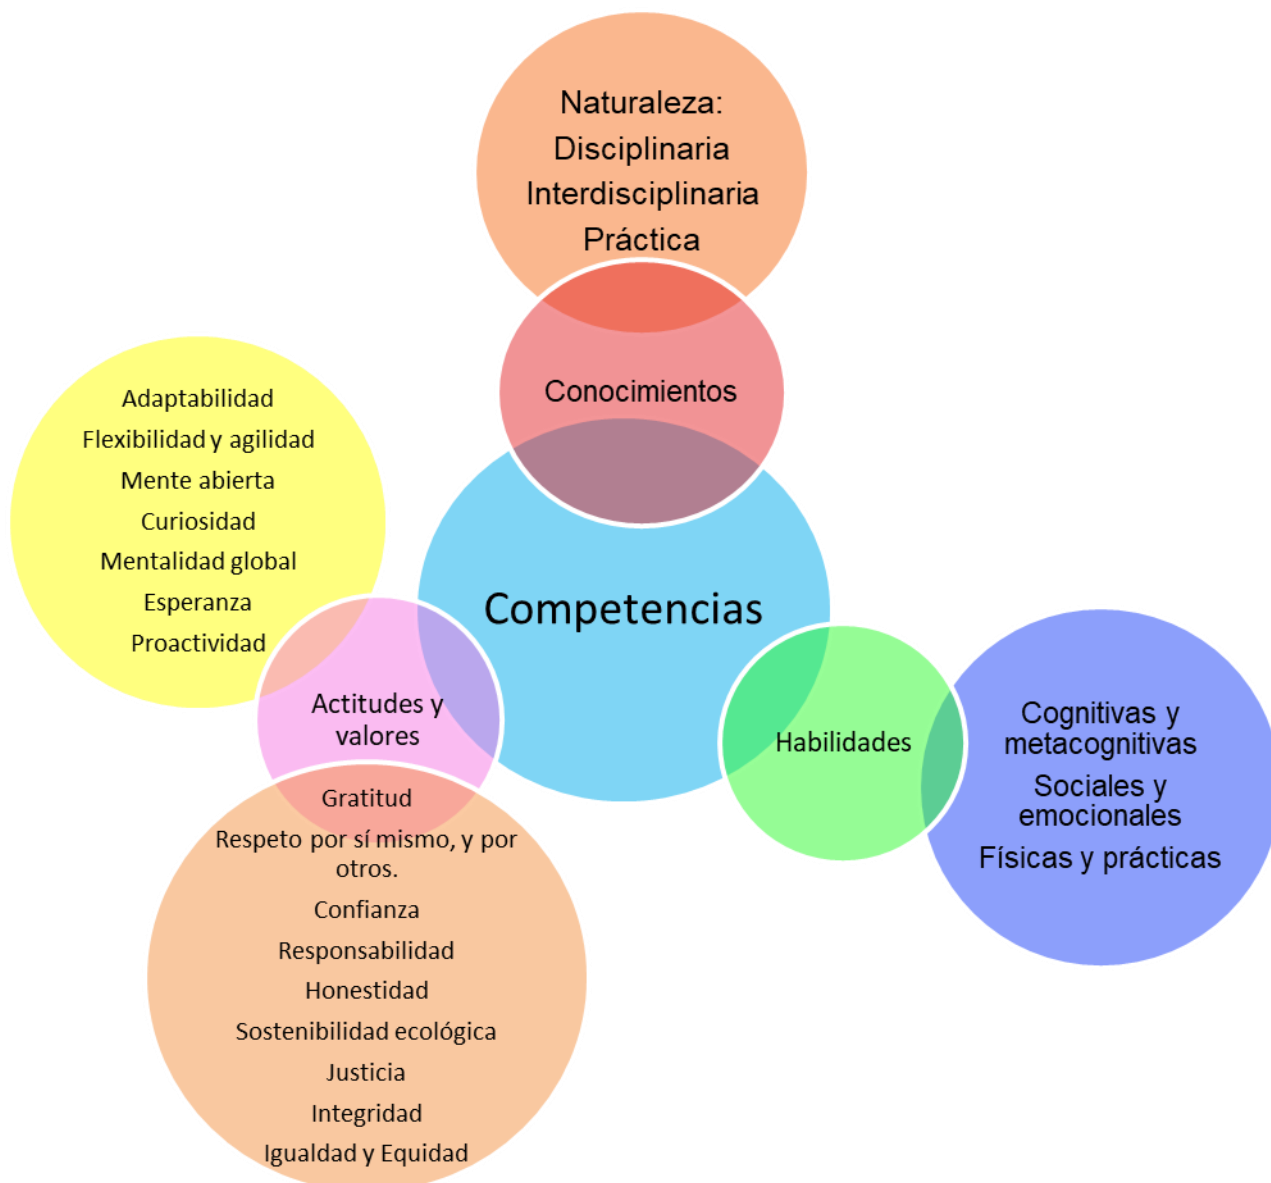 Naturaleza:
Disciplinaria
Interdisciplinaria
Práctica
Conocimientos
Adaptabilidad
Flexibilidad y agilidad
Mente abierta
Curiosidad
Mentalidad global
Esperanza
Proactividad
Competencias
Actitudes y
valores
Habilidades
Cognitivas y
metacognitivas
Sociales y
emocionales
Físicas y prácticas
Gratitud
Respeto por sí mismo, y por
otros.
Confianza
Responsabilidad
Honestidad
Sostenibilidad ecológica
Justicia
Integridad
Igualdad y Equidad